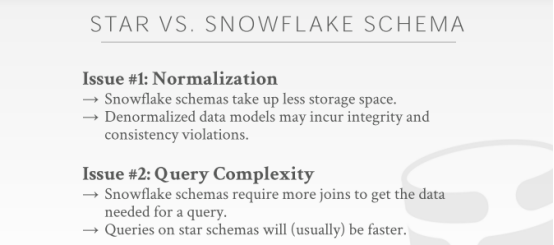 STAR VS. SNOWFLAKE SCHEMA
Issue #1: Normalization
→ Snowflake schemas take up less storage space.
→ Denormalized data models may incur integrity and
consistency violations.
Issue #2: Query Complexity
→ Snowflake schemas require more joins to get the data
needed for a query.
→ Queries on star schemas will (usually) be faster.